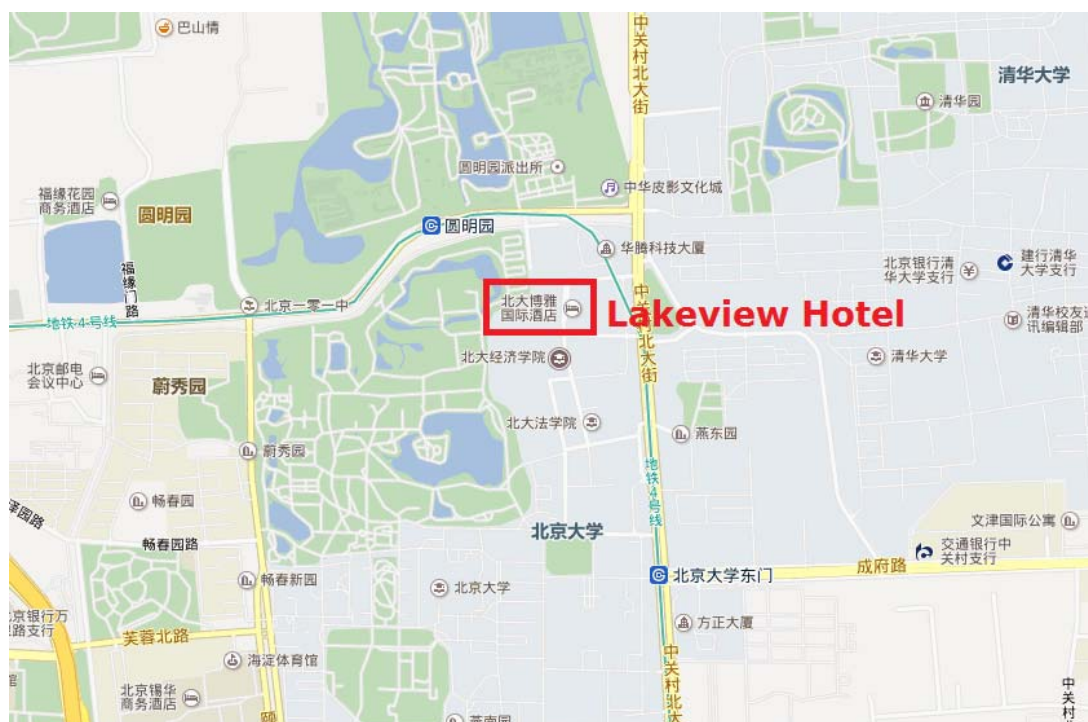 巴山情
中
关
村
北
大
街
清华大学
清华园
圆明园派出所
中华皮影文化城
福缘花园
商务酒店
圆明园
圆明园
华腾科技大厦
北京银行清
华大学支行
建行清华
大学支行
福
缘
门
路
北京一零一中
北大博雅
国际酒店
Lakeview Hotel
中
关
村
北
大
街
清华校友通
讯编辑部
地铁4号线
北大经济学院
清华大学
北京邮电
会议中心
蔚秀园
北大法学院
燕东园
蔚秀园
地
铁
4
号
线
畅春园
泽园路
北京大学
文津国际公寓
畅春园路
交通银行中
关村支行
成府路
北京大学东门
畅春新园
北京大学
京银行万
路支行
芙蓉北路
方正大厦
海淀体育馆
中
关
村
北
大
北京锡华
商务酒店
颐
燕南园
中
关
村